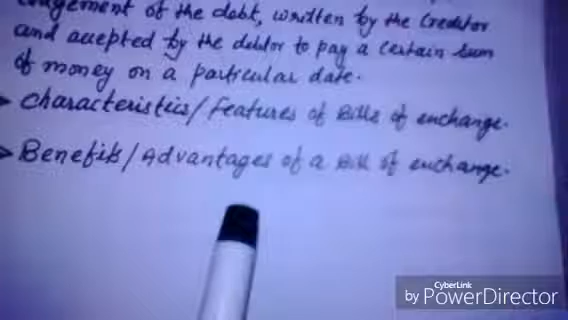 of the debt, written by the Creditor
and accepted by the debtor to pay a Certain Sum
of money on a particular date.
> Characteristics/Features of Bills of exchange.
> Benefits/Advantages of a Bill of exchange.
CyberLink
by PowerDirector